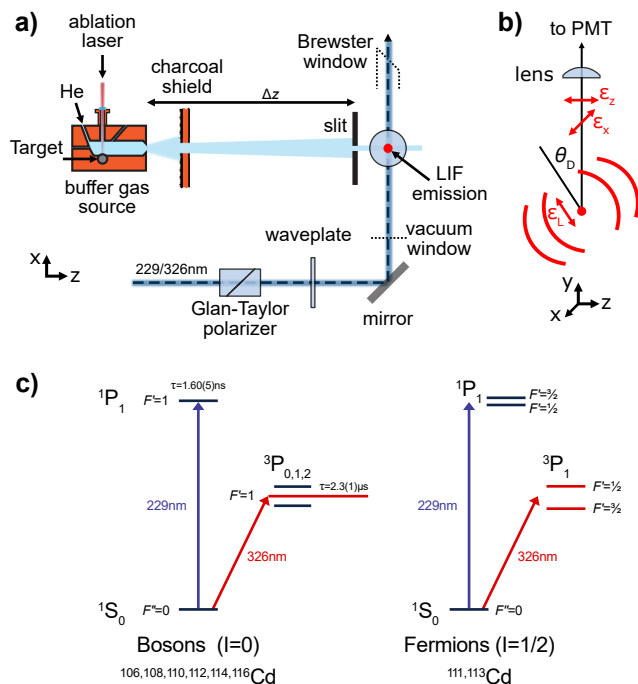 a)
ablation
laser
He
Target
buffer gas
source
charcoal
shield
Δz
Brewster
window
slit
LIF
emission
vacuum
window
waveplate
x
z
229/326nm
Glan-Taylor
polarizer
mirror
b)
to PMT
lens
ε_z
ε_x
θ_D
ε_L
y
x
z
c)
¹P₁
F'=1
τ=1.60(5)ns
³P₀,₁,₂
F'=1
τ=2.3(1)µs
229nm
326nm
¹S₀
F"=0
Bosons (I=0)
¹⁰⁶,¹⁰⁸,¹¹⁰,¹¹²,¹¹⁴,¹¹⁶Cd
¹P₁
F'=³⁄₂
F'=½
³P₁
F'=½
F'=³⁄₂
229nm
326nm
¹S₀
F"=0
Fermions (I=1/2)
¹¹¹,¹¹³Cd